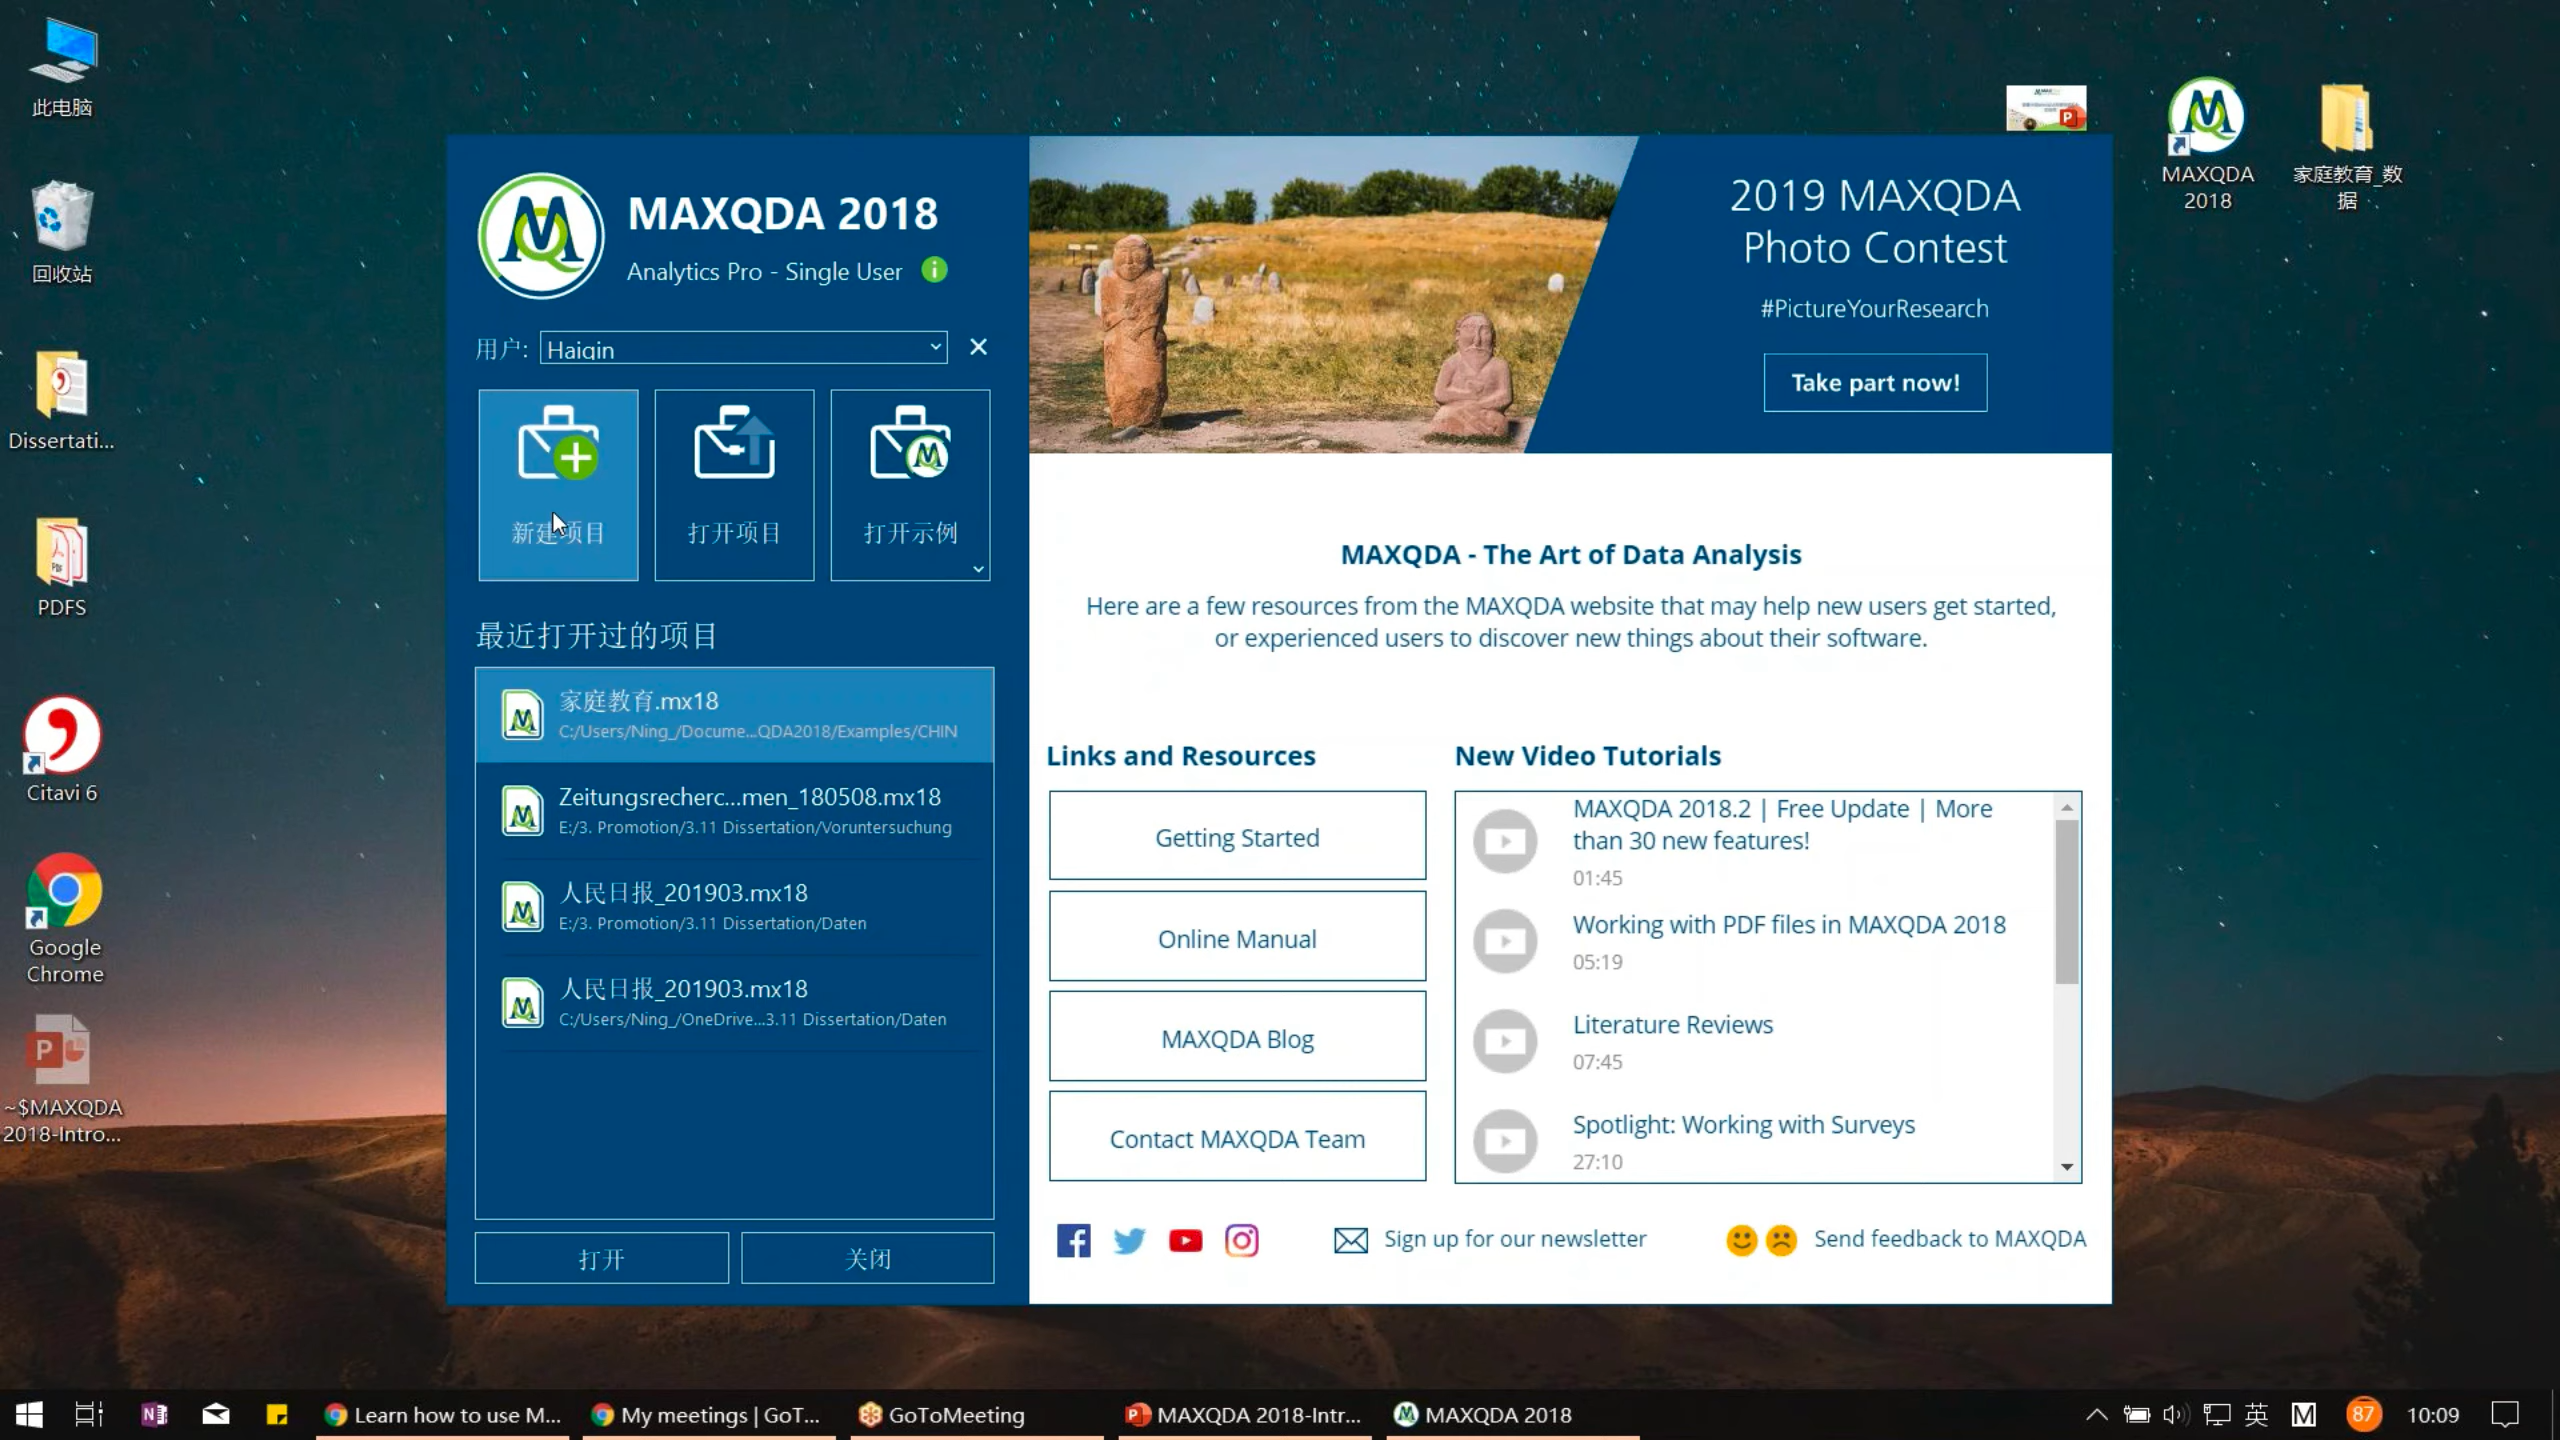 此电脑
回收站
Dissertati...
PDFS
Citavi 6
Google
Chrome
~$MAXQDA
2018-Intro...
MAXQDA
2018
家庭教育_数
据
MAXQDA 2018
Analytics Pro - Single User
用户:
Haiqin
新建项目
打开项目
打开示例
最近打开过的项目
家庭教育.mx18
C:/Users/Ning_/Docume...QDA2018/Examples/CHIN
Zeitungsrecherc...men_180508.mx18
E:/3. Promotion/3.11 Dissertation/Voruntersuchung
人民日报_201903.mx18
E:/3. Promotion/3.11 Dissertation/Daten
人民日报_201903.mx18
C:/Users/Ning_/OneDrive...3.11 Dissertation/Daten
打开
关闭
2019 MAXQDA
Photo Contest
#PictureYourResearch
Take part now!
MAXQDA - The Art of Data Analysis
Here are a few resources from the MAXQDA website that may help new users get started,
or experienced users to discover new things about their software.
Links and Resources
Getting Started
Online Manual
MAXQDA Blog
Contact MAXQDA Team
New Video Tutorials
MAXQDA 2018.2 | Free Update | More
than 30 new features!
01:45
Working with PDF files in MAXQDA 2018
05:19
Literature Reviews
07:45
Spotlight: Working with Surveys
27:10
Sign up for our newsletter
Send feedback to MAXQDA
Learn how to use M...
My meetings | GoT...
GoToMeeting
MAXQDA 2018-Intr...
MAXQDA 2018
英
M
87
10:09